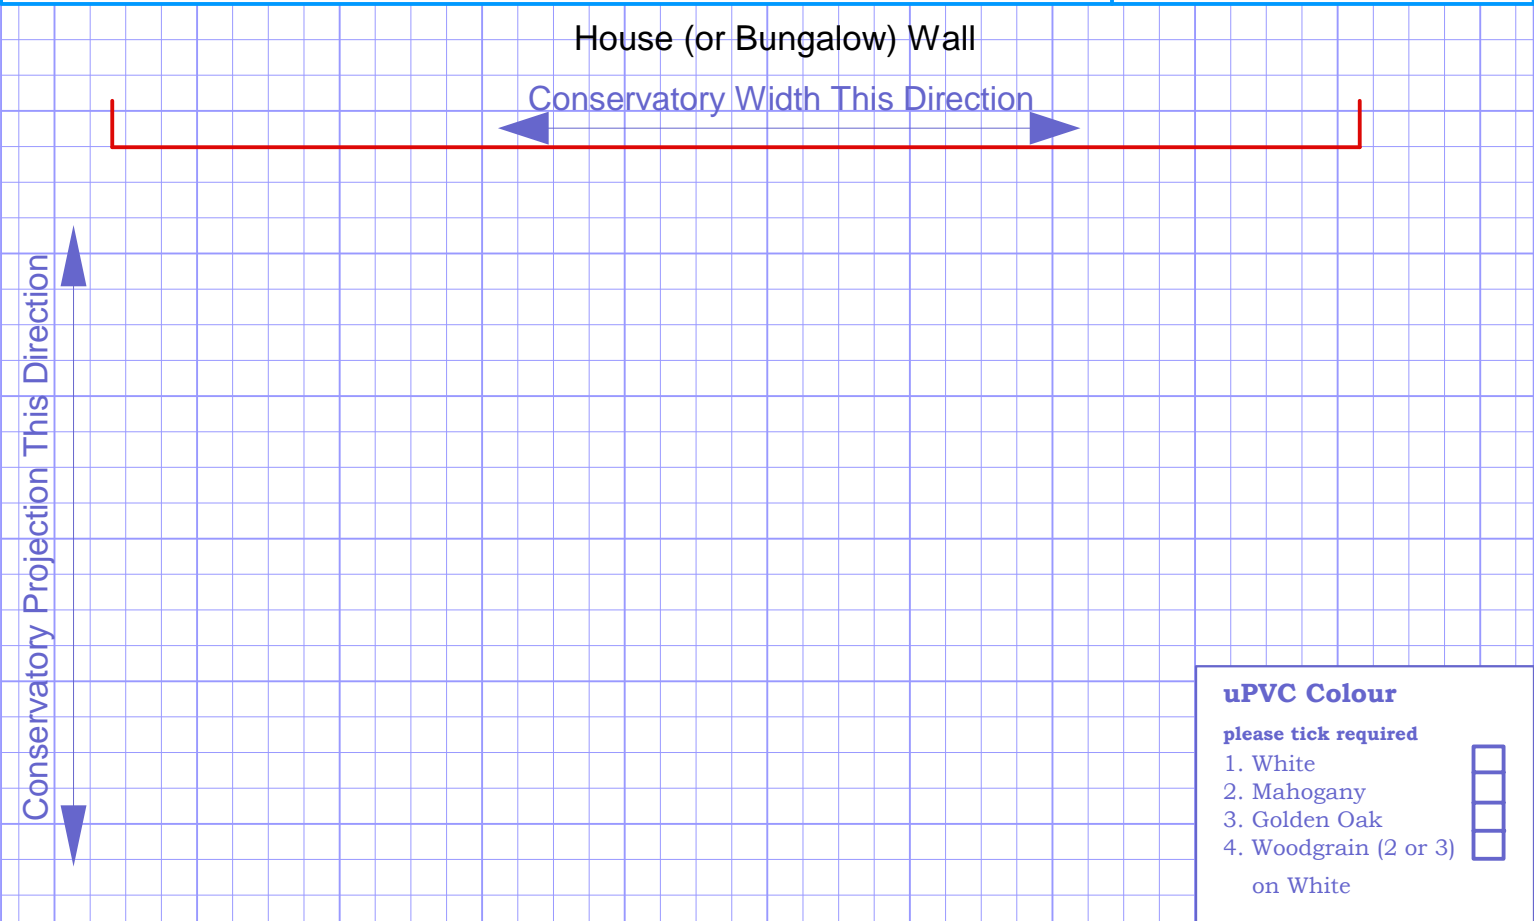 House (or Bungalow) Wall
Conservatory Width This Direction
Conservatory Projection This Direction
uPVC Colour
please tick required
1. White
2. Mahogany
3. Golden Oak
4. Woodgrain (2 or 3)
on White